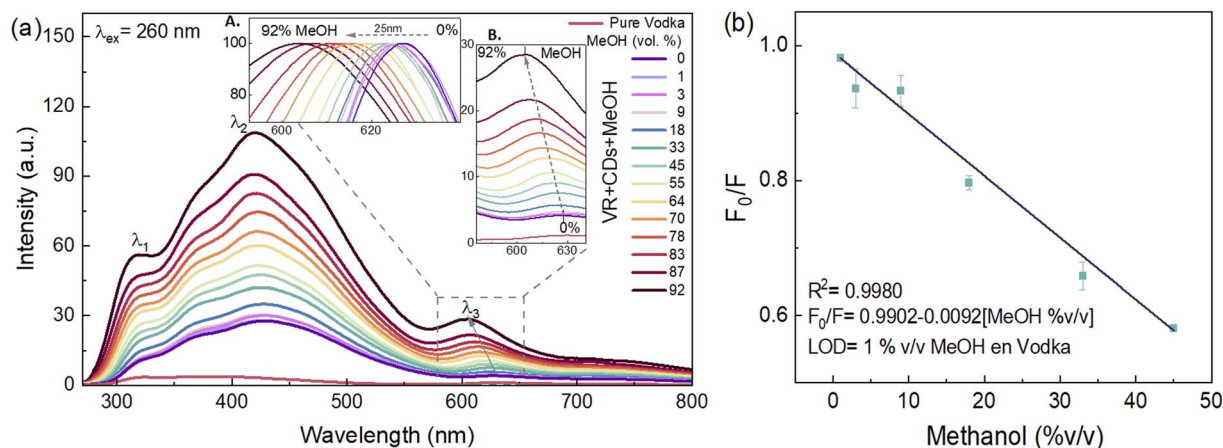 (a)
λex= 260 nm
A.
92% MeOH
25nm
0%
100
90
80
70
600
620
B.
92%
MeOH
0%
30
20
10
0
600
630
Pure Vodka
MeOH (vol. %)
VR+CDs+MeOH
0
1
3
9
18
33
45
55
64
70
78
83
87
92
λ1
λ2
λ3
Intensity (a.u.)
150
120
90
60
30
0
300
400
500
600
700
800
Wavelength (nm)
(b)
F0/F
1.0
0.8
0.6
R²= 0.9980
F0/F= 0.9902-0.0092[MeOH %v/v]
LOD= 1 % v/v MeOH en Vodka
0
10
20
30
40
50
Methanol (%v/v)